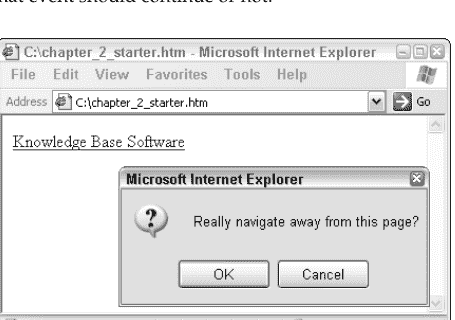 that event should continue or not.
C:\chapter_2_starter.htm - Microsoft Internet Explorer
File Edit View Favorites Tools Help
Address C:\chapter_2_starter.htm Go
Knowledge Base Software
Microsoft Internet Explorer
Really navigate away from this page?
OK Cancel